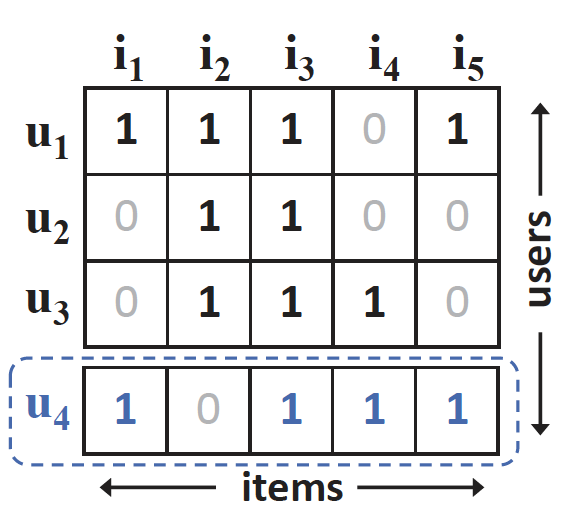 i1 i2 i3 i4 i5
u1 1 1 1 0 1
u2 0 1 1 0 0
u3 0 1 1 1 0
u4 1 0 1 1 1
items
users